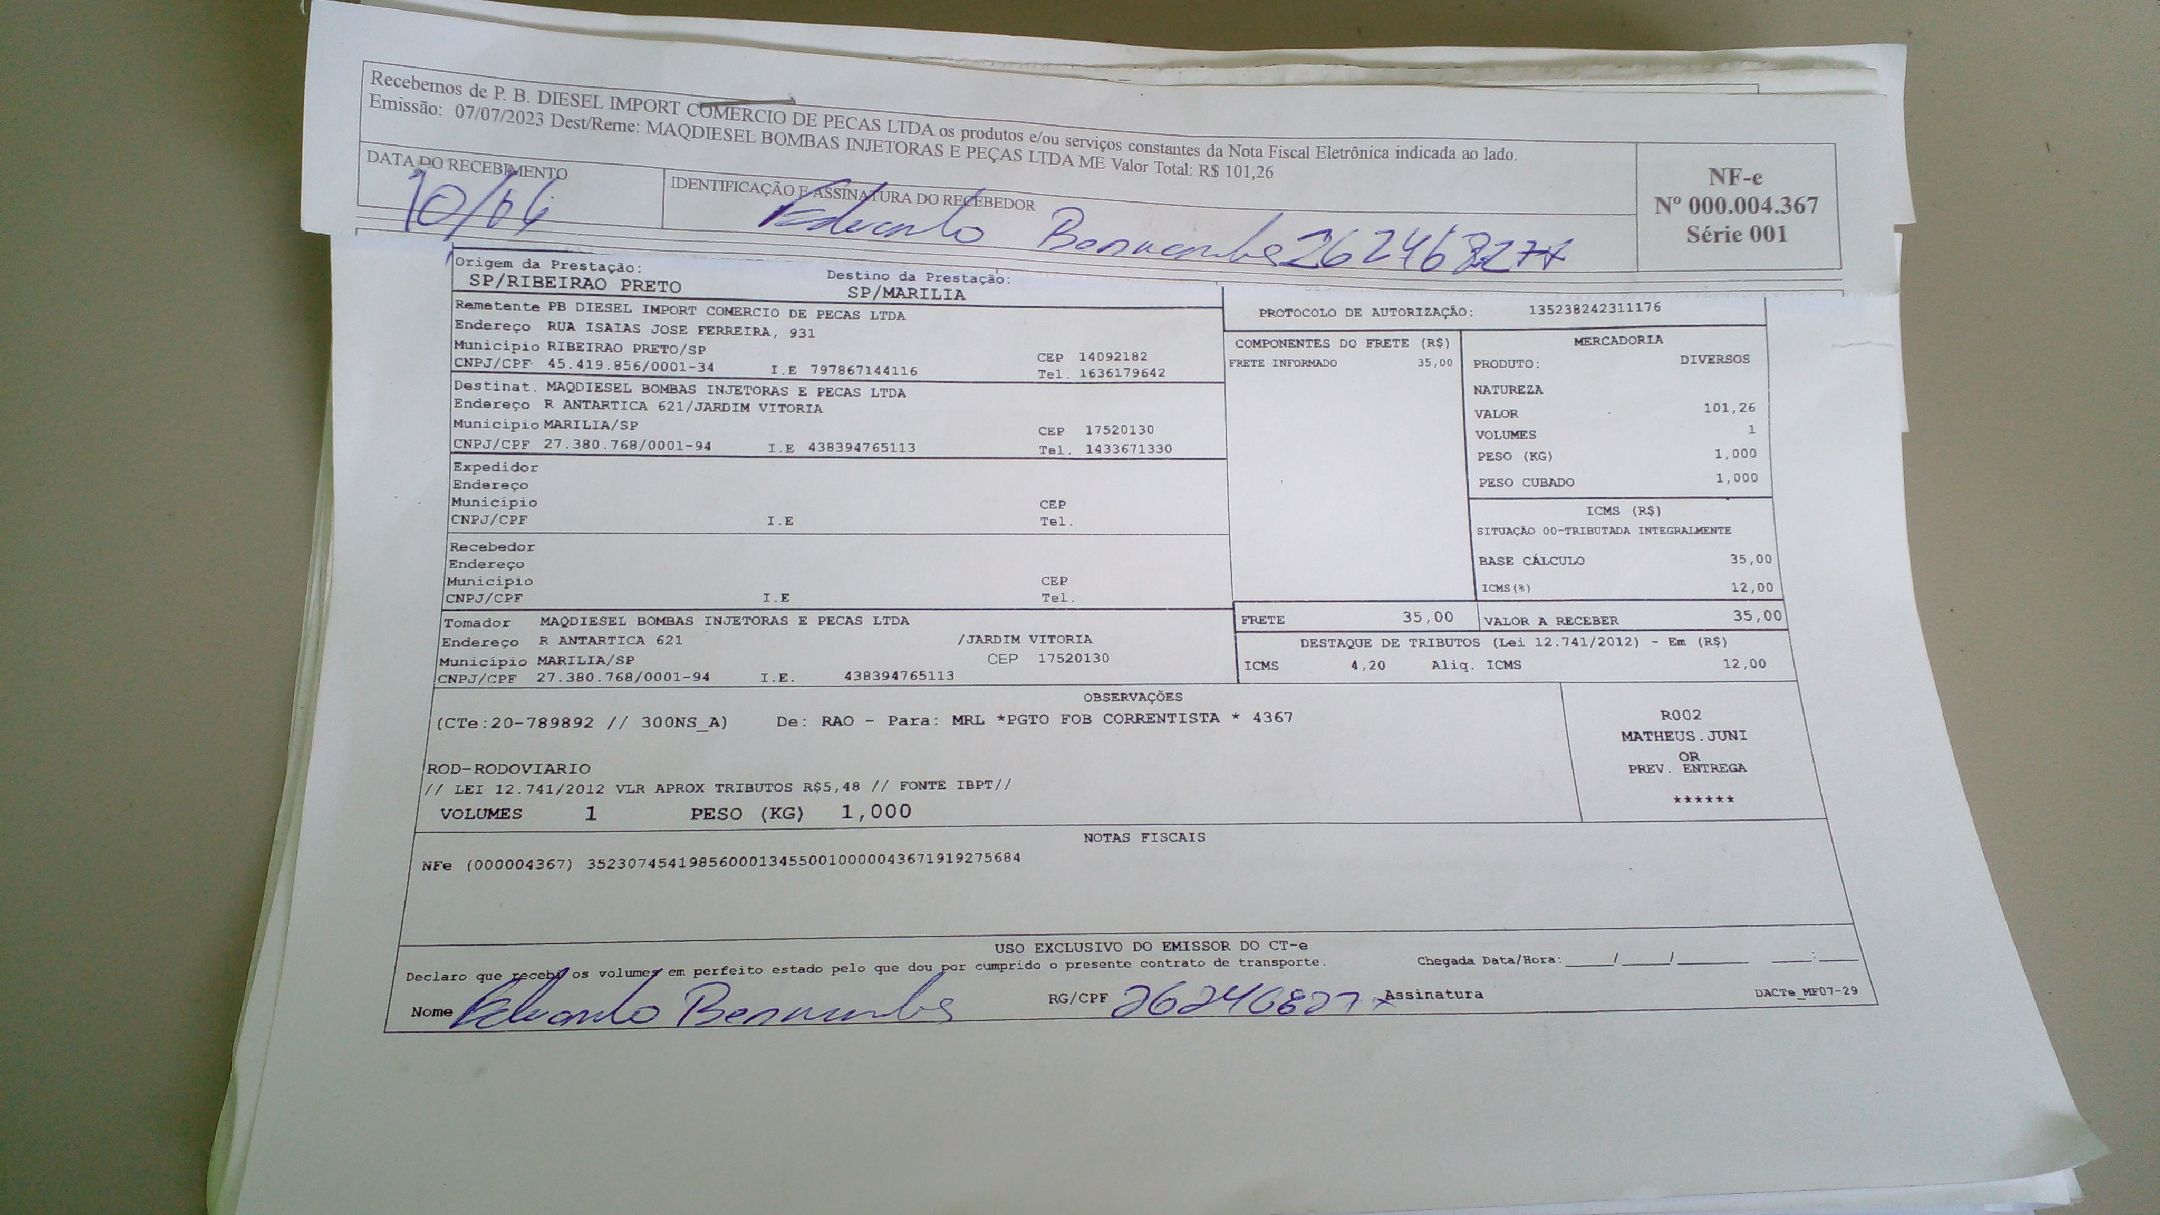 Recebemos de P. B. DIESEL IMPORT COMERCIO DE PECAS LTDA os produtos e/ou serviços constantes da Nota Fiscal Eletrônica indicada ao lado.
Emissão: 07/07/2023 Dest/Reme: MAQDIESEL BOMBAS INJETORAS E PEÇAS LTDA ME Valor Total: R$ 101,26
DATA DO RECEBIMENTO
IDENTIFICAÇÃO E ASSINATURA DO RECEBEDOR
Eduardo 26246827x
NF-e
Nº 000.004.367
Série 001
Origem da Prestação: Destino da Prestação:
SP/RIBEIRAO PRETO SP/MARILIA
Remetente PB DIESEL IMPORT COMERCIO DE PECAS LTDA
Endereço RUA ISAIAS JOSE FERREIRA, 931
Município RIBEIRAO PRETO/SP CEP 14092182
CNPJ/CPF 45.419.856/0001-34 I.E 797867144116 Tel. 1636179642
Destinat. MAQDIESEL BOMBAS INJETORAS E PECAS LTDA
Endereço R ANTARTICA 621/JARDIM VITORIA
Município MARILIA/SP CEP 17520130
CNPJ/CPF 27.380.768/0001-94 I.E 438394765113 Tel. 1433671330
Expedidor
Endereço
Município CEP
CNPJ/CPF I.E Tel.
Recebedor
Endereço
Município CEP
CNPJ/CPF I.E Tel.
Tomador MAQDIESEL BOMBAS INJETORAS E PECAS LTDA
Endereço R ANTARTICA 621 /JARDIM VITORIA
Município MARILIA/SP CEP 17520130
CNPJ/CPF 27.380.768/0001-94 I.E. 438394765113
PROTOCOLO DE AUTORIZAÇÃO: 135238242311176
COMPONENTES DO FRETE (R$)
FRETE INFORMADO 35,00
MERCADORIA
PRODUTO: DIVERSOS
NATUREZA
VALOR 101,26
VOLUMES 1
PESO (KG) 1,000
PESO CUBADO 1,000
ICMS (R$)
SITUAÇÃO 00-TRIBUTADA INTEGRALMENTE
BASE CÁLCULO 35,00
ICMS(%) 12,00
FRETE 35,00 VALOR A RECEBER 35,00
DESTAQUE DE TRIBUTOS (Lei 12.741/2012) - Em (R$)
ICMS 4,20 Aliq. ICMS 12,00
OBSERVAÇÕES
(CTe:20-789892 // 300NS_A) De: RAO - Para: MRL *PGTO FOB CORRENTISTA * 4367
ROD-RODOVIARIO
// LEI 12.741/2012 VLR APROX TRIBUTOS R$5,48 // FONTE IBPT//
VOLUMES 1 PESO (KG) 1,000
R002
MATHEUS.JUNI
OR
PREV. ENTREGA
******
NOTAS FISCAIS
NFe (000004367) 35230745419856000134550010000043671919275684
USO EXCLUSIVO DO EMISSOR DO CT-e
Declaro que recebi os volumes em perfeito estado pelo que dou por cumprido o presente contrato de transporte. Chegada Data/Hora:____/____/______ ___:___
Nome Eduardo RG/CPF 26246827x Assinatura DACTe_MF07-29